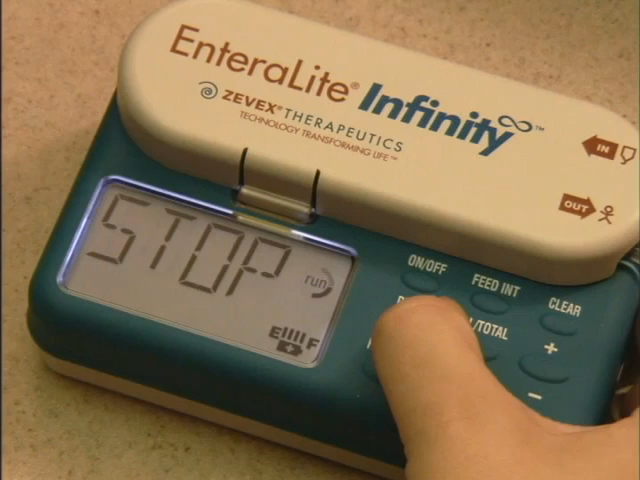 EnteraLite® Infinity™
ZEVEX® THERAPEUTICS
TECHNOLOGY TRANSFORMING LIFE™
IN
OUT
STOP
run
E F
ON/OFF
FEED INT
CLEAR
/TOTAL
+
−